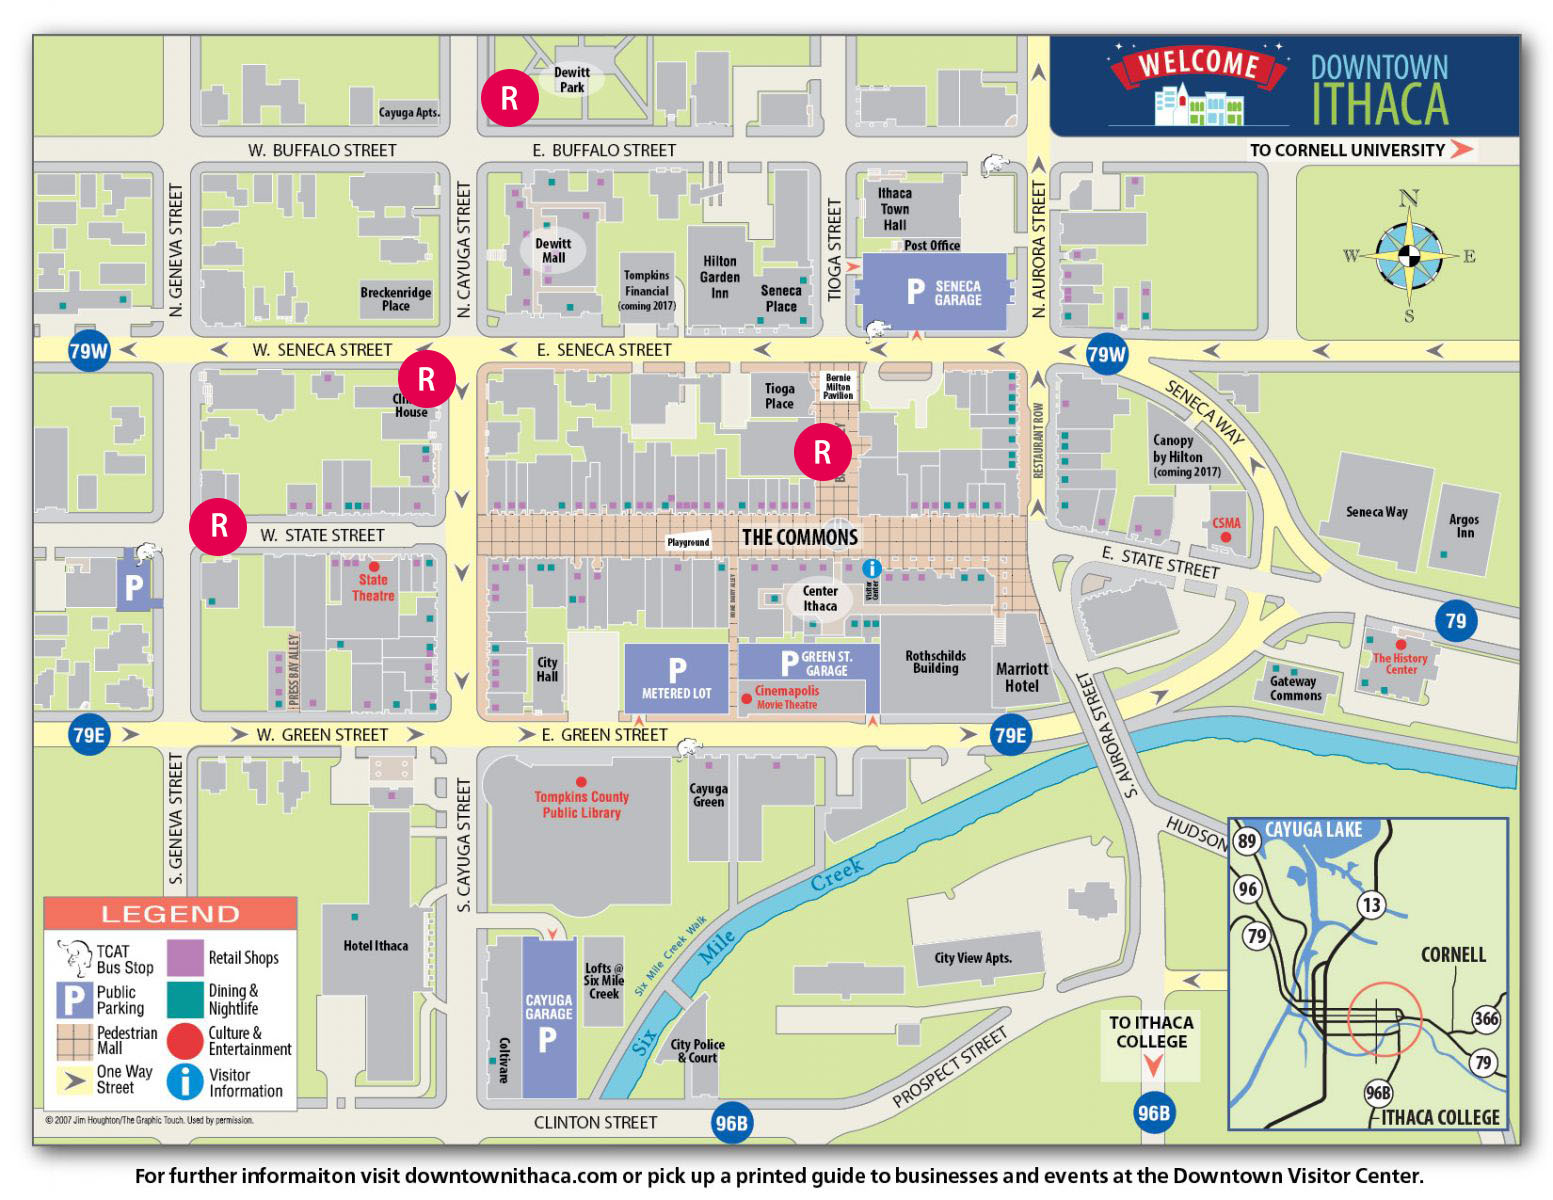 WELCOME
DOWNTOWN
ITHACA
Dewitt
Park
R
Cayuga Apts.
W. BUFFALO STREET
E. BUFFALO STREET
TO CORNELL UNIVERSITY
N. GENEVA STREET
N. CAYUGA STREET
TIOGA STREET
N. AURORA STREET
Ithaca
Town
Hall
Post Office
P
SENECA
GARAGE
Dewitt
Mall
Tompkins
Financial
(coming 2017)
Hilton
Garden
Inn
Seneca
Place
Breckenridge
Place
N
W
E
S
79W
W. SENECA STREET
E. SENECA STREET
79W
R
House
Tioga
Place
Bernie
Milton
Pavilion
R
RESTAURANT ROW
SENECA WAY
Canopy
by Hilton
(coming 2017)
CSMA
Seneca Way
Argos
Inn
R
W. STATE STREET
Playground
THE COMMONS
E. STATE STREET
P
State
Theatre
PRESS BAY ALLEY
HOME DAIRY ALLEY
i
Visitor
Center
Center
Ithaca
79
The History
Center
City
Hall
P
METERED LOT
P
GREEN ST.
GARAGE
Cinemapolis
Movie Theatre
Rothschilds
Building
Marriott
Hotel
Gateway
Commons
79E
W. GREEN STREET
E. GREEN STREET
79E
S. AURORA STREET
S. GENEVA STREET
S. CAYUGA STREET
Tompkins County
Public Library
Cayuga
Green
HUDSON
Six Mile Creek
Six Mile Creek Walk
Hotel Ithaca
Coltivare
CAYUGA
GARAGE
P
Lofts @
Six Mile
Creek
City Police
& Court
City View Apts.
TO ITHACA
COLLEGE
PROSPECT STREET
CLINTON STREET
96B
96B
LEGEND
TCAT
Bus Stop
Retail Shops
P
Public
Parking
Dining &
Nightlife
Pedestrian
Mall
Culture &
Entertainment
One Way
Street
i
Visitor
Information
© 2007 Jim Houghton/The Graphic Touch. Used by permission.
CAYUGA LAKE
89
96
13
79
CORNELL
366
79
96B
ITHACA COLLEGE
For further informaiton visit downtownithaca.com or pick up a printed guide to businesses and events at the Downtown Visitor Center.